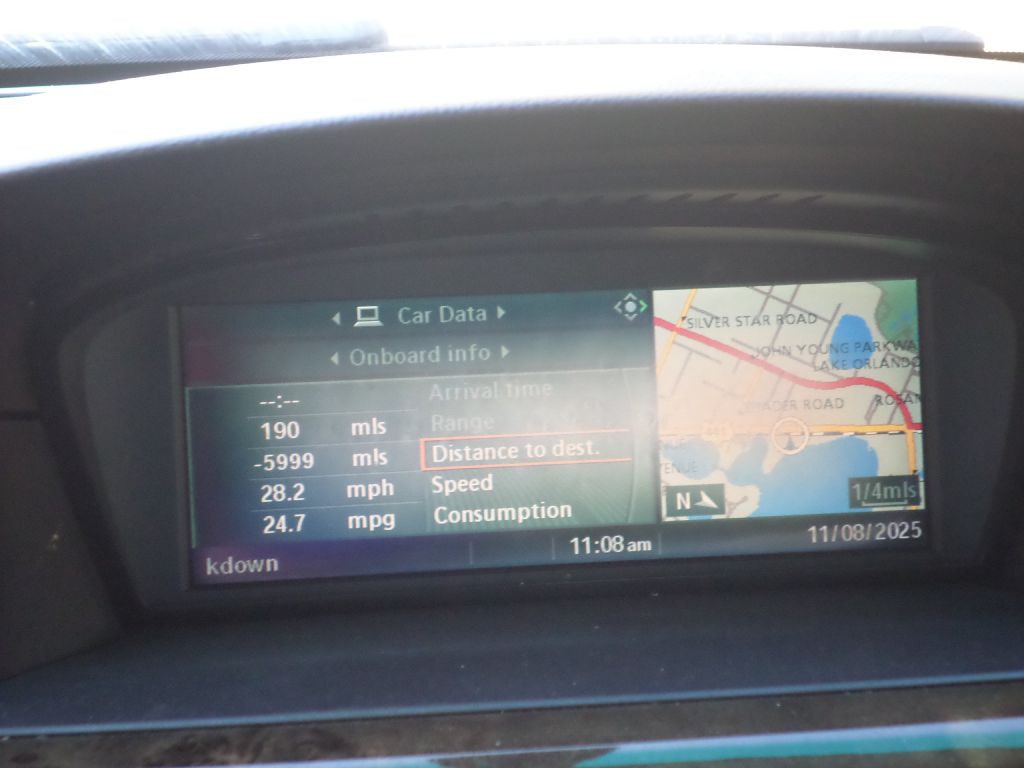 Car Data
Onboard info
--:-- Arrival time
190 mls Range
-5999 mls Distance to dest.
28.2 mph Speed
24.7 mpg Consumption
kdown 11:08 am 11/08/2025
SILVER STAR ROAD
JOHN YOUNG PARKWA
LAKE ORLANDO
ROAD
ROSAN
N
1/4mls